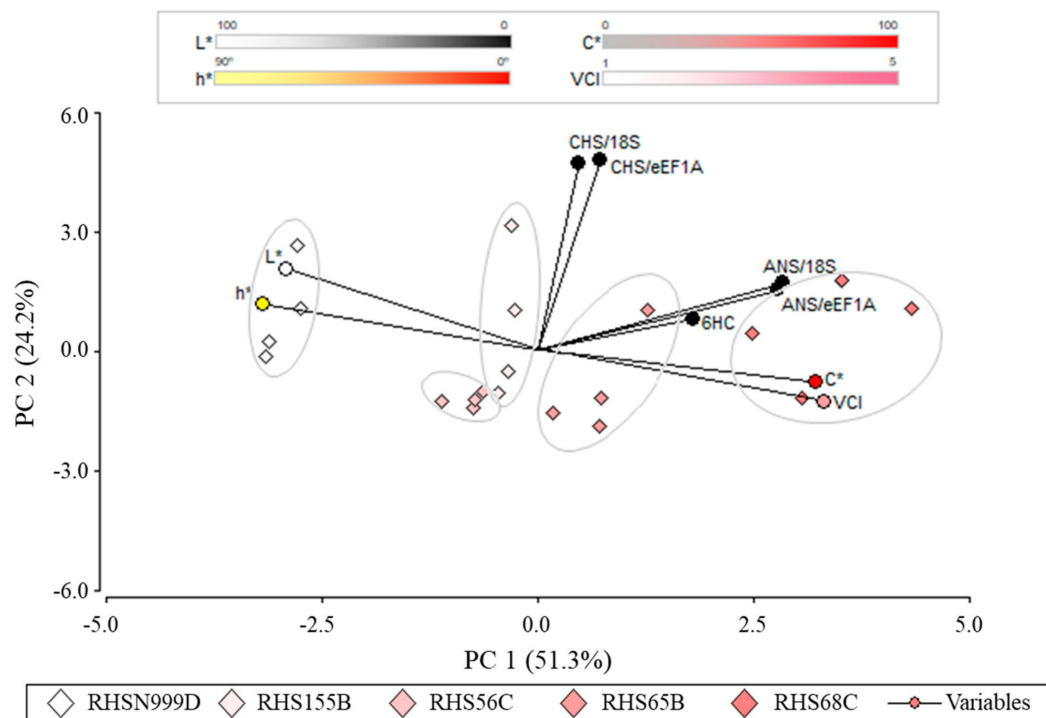 100 0 0 100
L* C*
90° 0° 1 5
h* VCI
6.0
CHS/18S
CHS/eEF1A
3.0
L*
h*
ANS/18S
ANS/eEF1A
6HC
0.0
C*
VCI
-3.0
-6.0
PC 2 (24.2%)
-5.0 -2.5 0.0 2.5 5.0
PC 1 (51.3%)
RHSN999D RHS155B RHS56C RHS65B RHS68C Variables